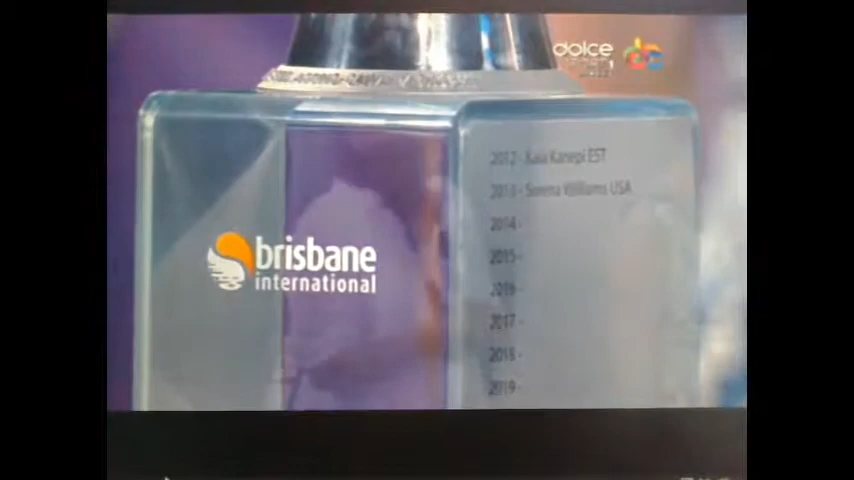 dolce
brisbane
international
2012 - Kaia Kanepi EST
2013 - Serena Williams USA
2014 -
2015 -
2016 -
2017 -
2018 -
2019 -